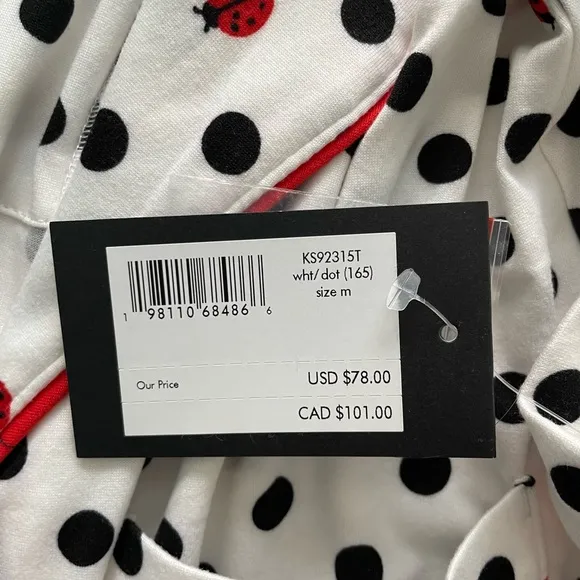 KS92315T
wht/dot (165)
size m
1 98110 68486 6
Our Price USD $78.00
CAD $101.00